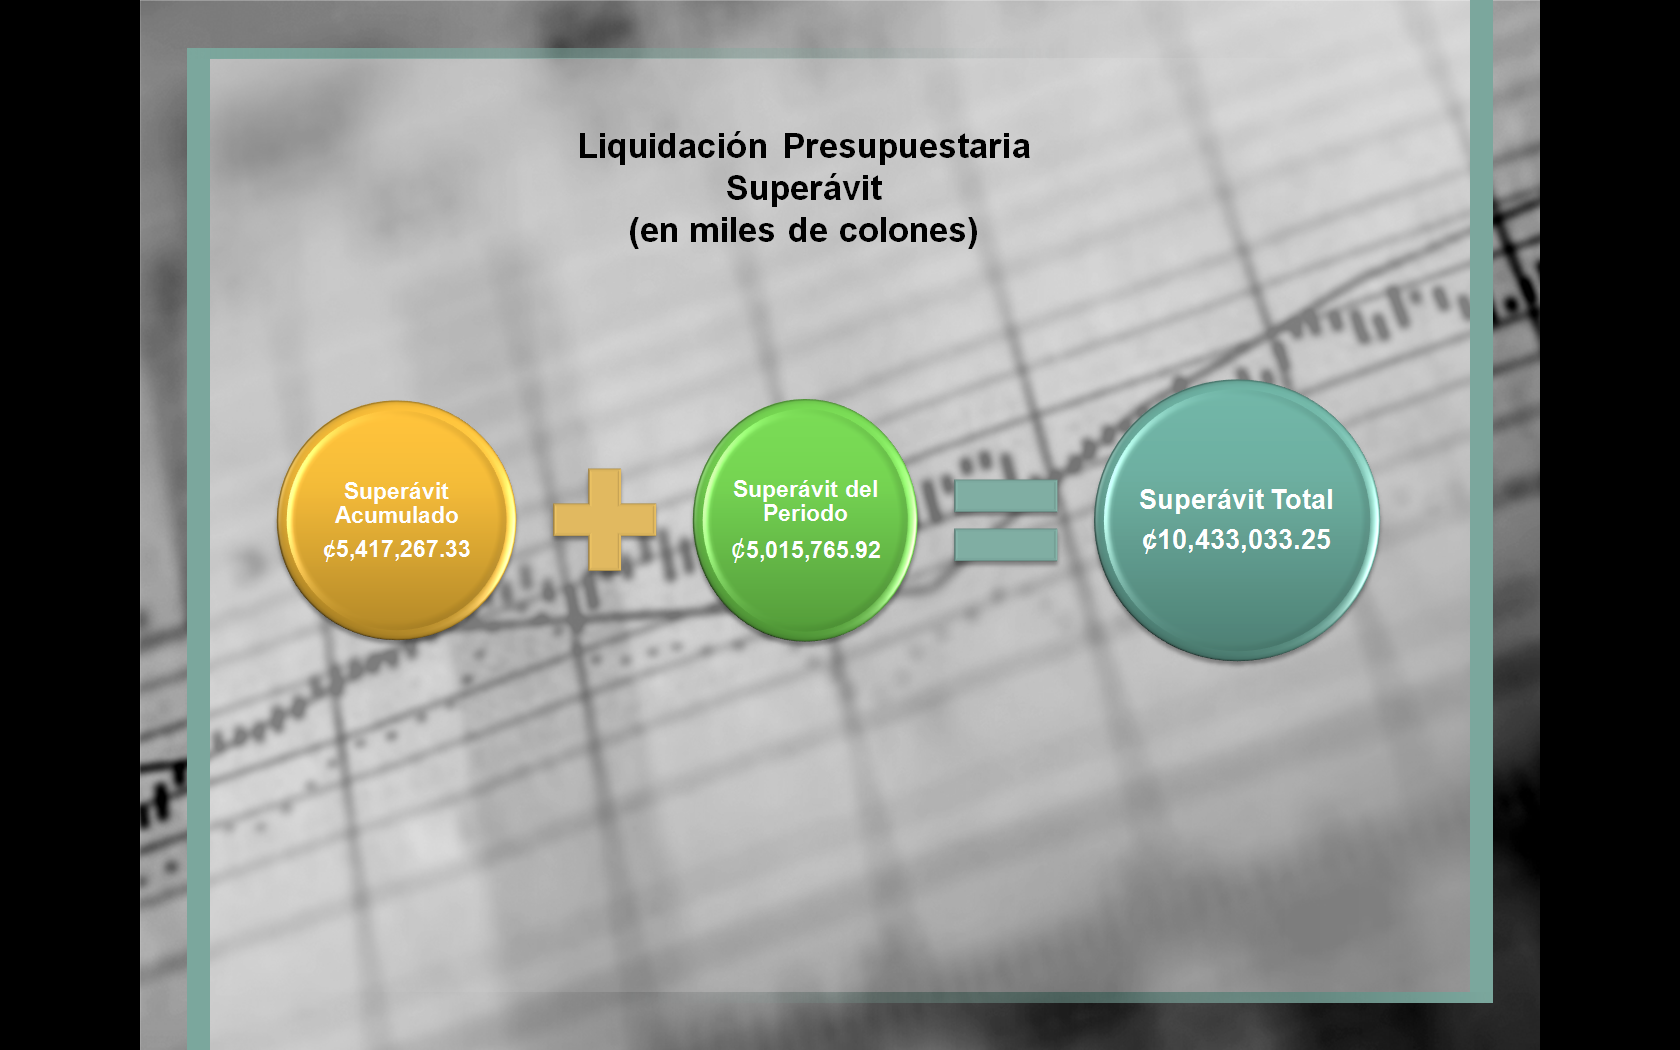 Liquidación Presupuestaria
Superávit
(en miles de colones)
Superávit
Acumulado
₡5,417,267.33
Superávit del
Periodo
₡5,015,765.92
Superávit Total
₡10,433,033.25